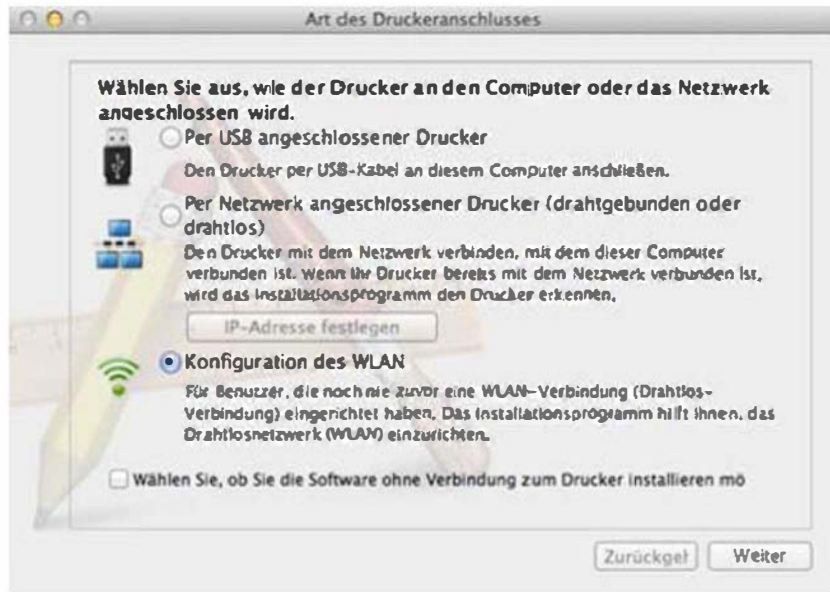 Art des Druckeranschlusses
Wählen Sie aus, wie der Drucker an den Computer oder das Netzwerk
angeschlossen wird.
Per USB angeschlossener Drucker
Den Drucker per USB-Kabel an diesem Computer anschließen.
Per Netzwerk angeschlossener Drucker (drahtgebunden oder
drahtlos)
Den Drucker mit dem Netzwerk verbinden, mit dem dieser Computer
verbunden ist. Wenn Ihr Drucker bereits mit dem Netzwerk verbunden ist,
wird das Installationsprogramm den Drucker erkennen.
IP-Adresse festlegen
Konfiguration des WLAN
Für Benutzer, die noch nie zuvor eine WLAN-Verbindung (Drahtlos-
Verbindung) eingerichtet haben. Das Installationsprogramm hilft Ihnen, das
Drahtlosnetzwerk (WLAN) einzurichten.
Wählen Sie, ob Sie die Software ohne Verbindung zum Drucker installieren mö
Zurückgel Weiter